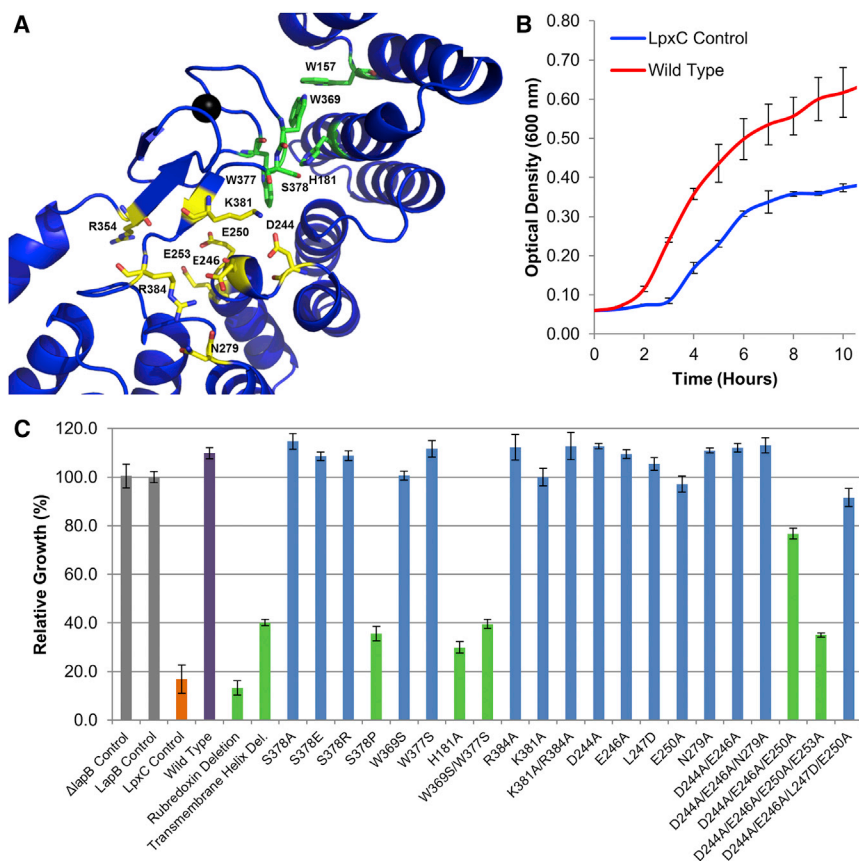 A
W157
W369
W377
S378
H181
K381
R354
E250
D244
E253
E246
R384
N279
B
LpxC Control
Wild Type
Optical Density (600 nm)
0.80
0.70
0.60
0.50
0.40
0.30
0.20
0.10
0.00
0 2 4 6 8 10
Time (Hours)
C
Relative Growth (%)
120.0
100.0
80.0
60.0
40.0
20.0
0.0
ΔlapB Control
LapB Control
LpxC Control
Wild Type
Rubredoxin Deletion
Transmembrane Helix Del.
S378A
S378E
S378R
S378P
W369S
W377S
H181A
W369S/W377S
R384A
K381A
K381A/R384A
D244A
E246A
L247D
E250A
N279A
D244A/E246A
D244A/E246A/N279A
D244A/E246A/E250A
D244A/E246A/E250A/E253A
D244A/E246A/L247D/E250A